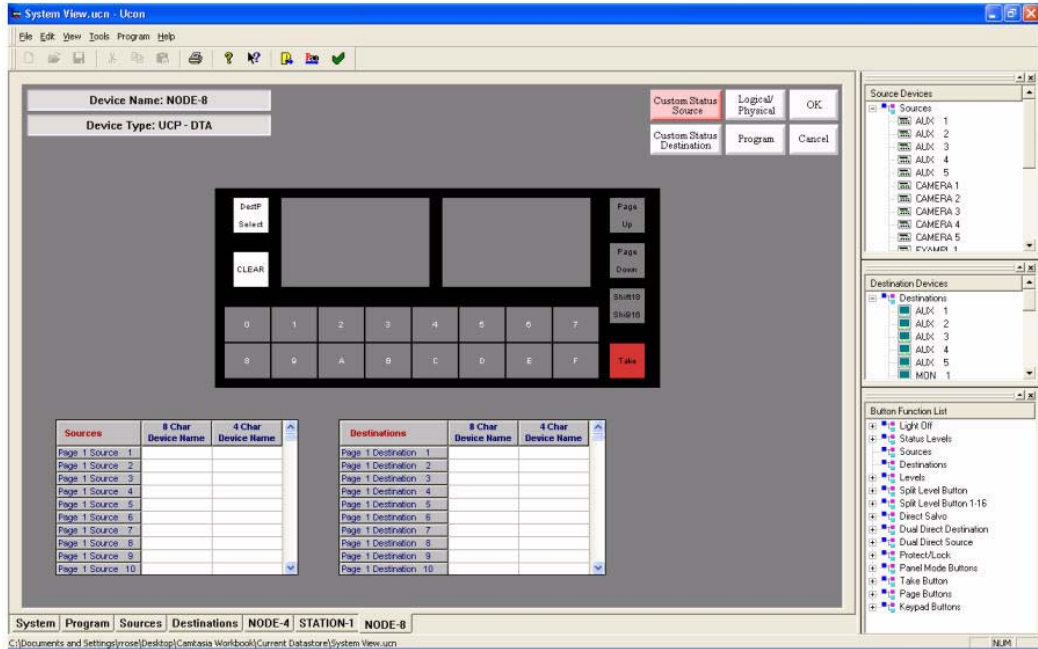 System View.ucn - Ucon
File Edit View Tools Program Help
Device Name: NODE-8
Device Type: UCP - DTA
Custom Status Source
Logical/ Physical
OK
Custom Status Destination
Program
Cancel
DestP Select
Page Up
CLEAR
Page Down
Take
0 1 2 3 4 5 6 7
8 9 A B C D E F
Sources 8 Char Device Name 4 Char Device Name
Page 1 Source 1
Page 1 Source 2
Page 1 Source 3
Page 1 Source 4
Page 1 Source 5
Page 1 Source 6
Page 1 Source 7
Page 1 Source 8
Page 1 Source 9
Page 1 Source 10
Destinations 8 Char Device Name 4 Char Device Name
Page 1 Destination 1
Page 1 Destination 2
Page 1 Destination 3
Page 1 Destination 4
Page 1 Destination 5
Page 1 Destination 6
Page 1 Destination 7
Page 1 Destination 8
Page 1 Destination 9
Page 1 Destination 10
Source Devices
Sources
AUX 1
AUX 2
AUX 3
AUX 4
AUX 5
CAMERA 1
CAMERA 2
CAMERA 3
CAMERA 4
CAMERA 5
Destination Devices
Destinations
AUX 1
AUX 2
AUX 3
AUX 4
AUX 5
MON 1
Button Function List
Light Off
Status Levels
Sources
Destinations
Levels
Split Level Button
Split Level Button 1-16
Direct Salvo
Dual Direct Destination
Dual Direct Source
Protect/Lock
Panel Mode Buttons
Take Button
Page Buttons
Keypad Buttons
System Program Sources Destinations NODE-4 STATION-1 NODE-8
C:\Documents and Settings\rrose\Desktop\Camtasia Workbook\Current Datastore\System View.ucn
NUM